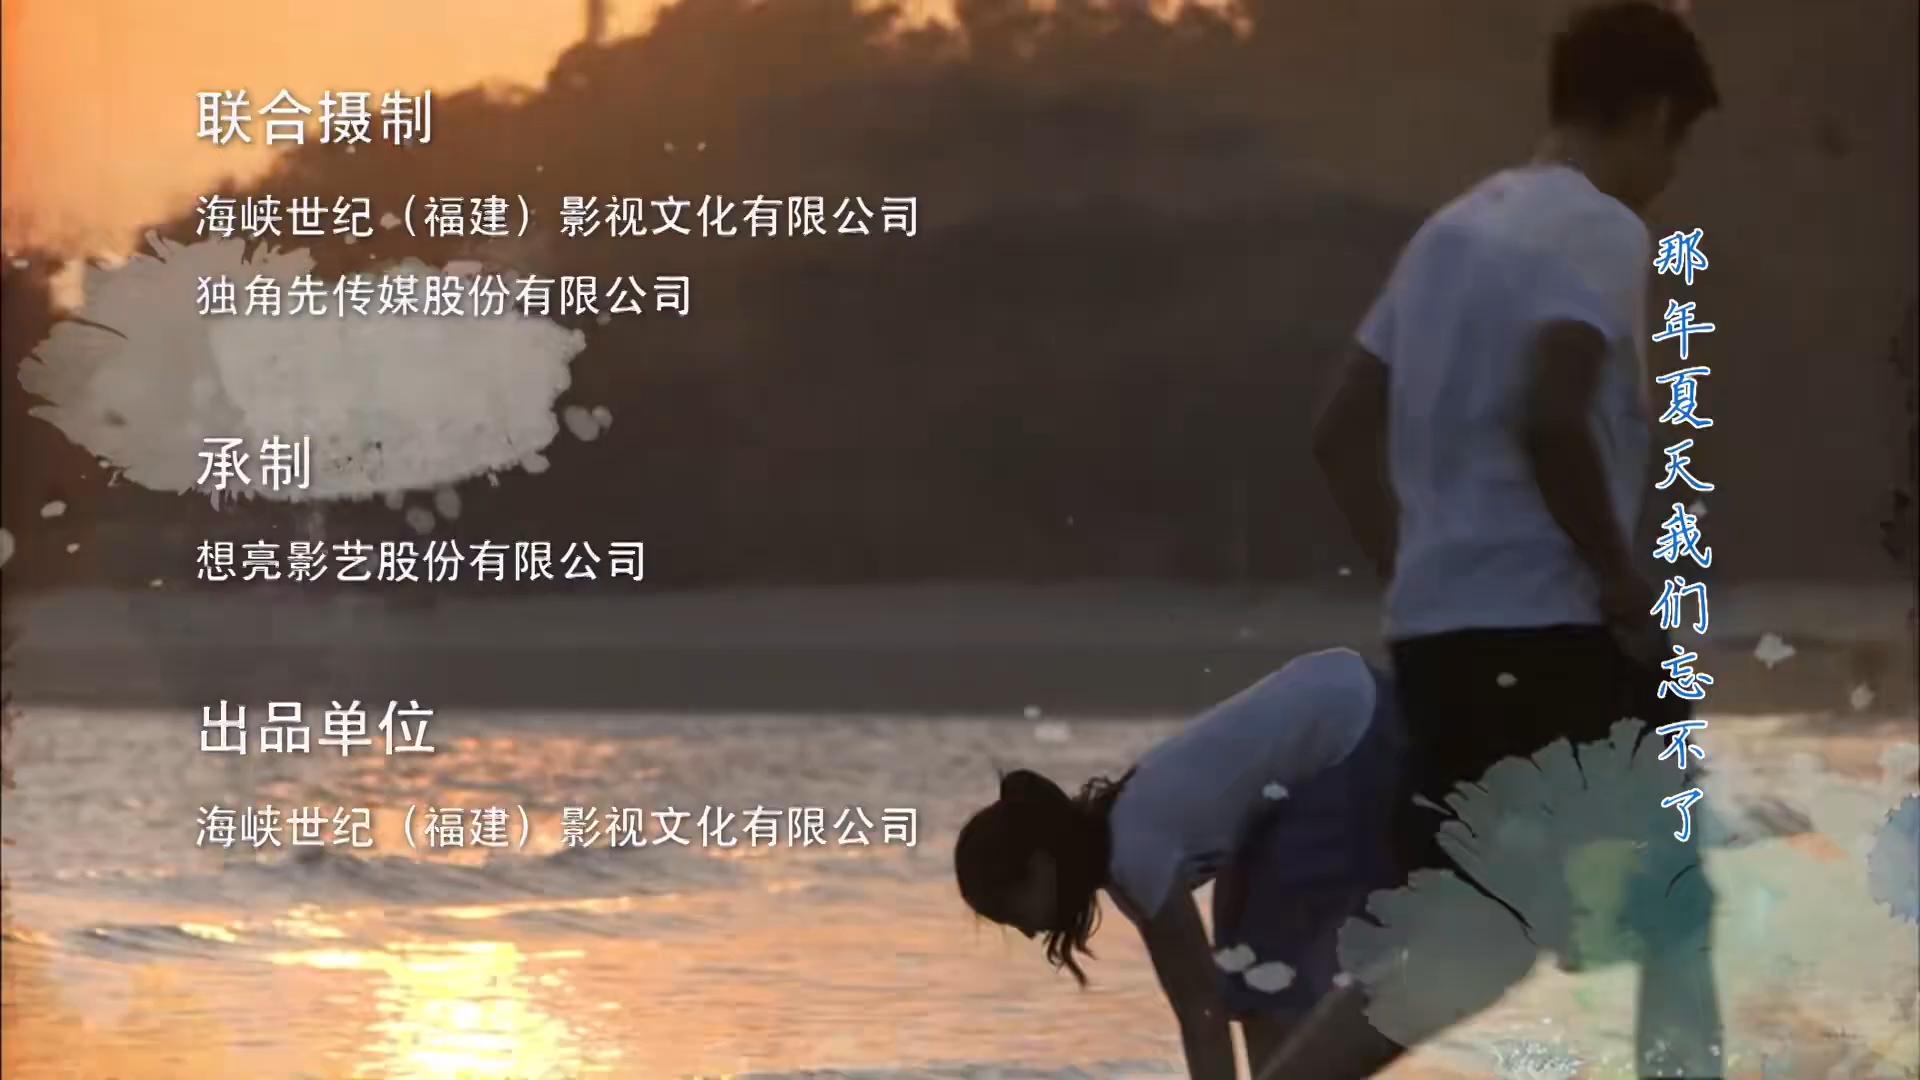 联合摄制
海峡世纪（福建）影视文化有限公司
独角先传媒股份有限公司
承制
想亮影艺股份有限公司
出品单位
海峡世纪（福建）影视文化有限公司
那年夏天我们忘不了